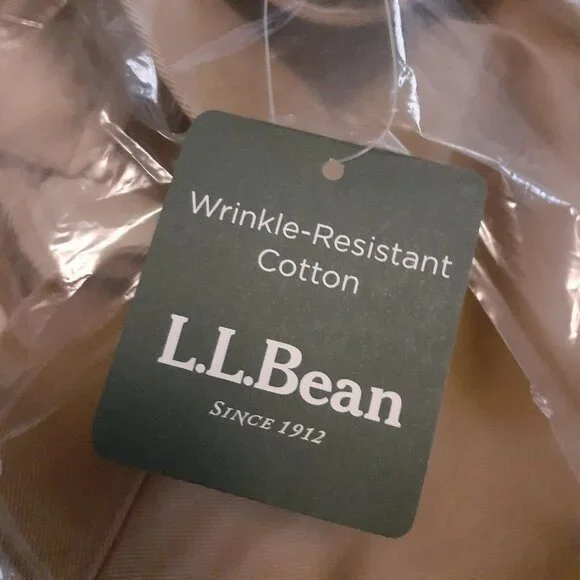 Wrinkle-Resistant
Cotton
L.L.Bean
SINCE 1912